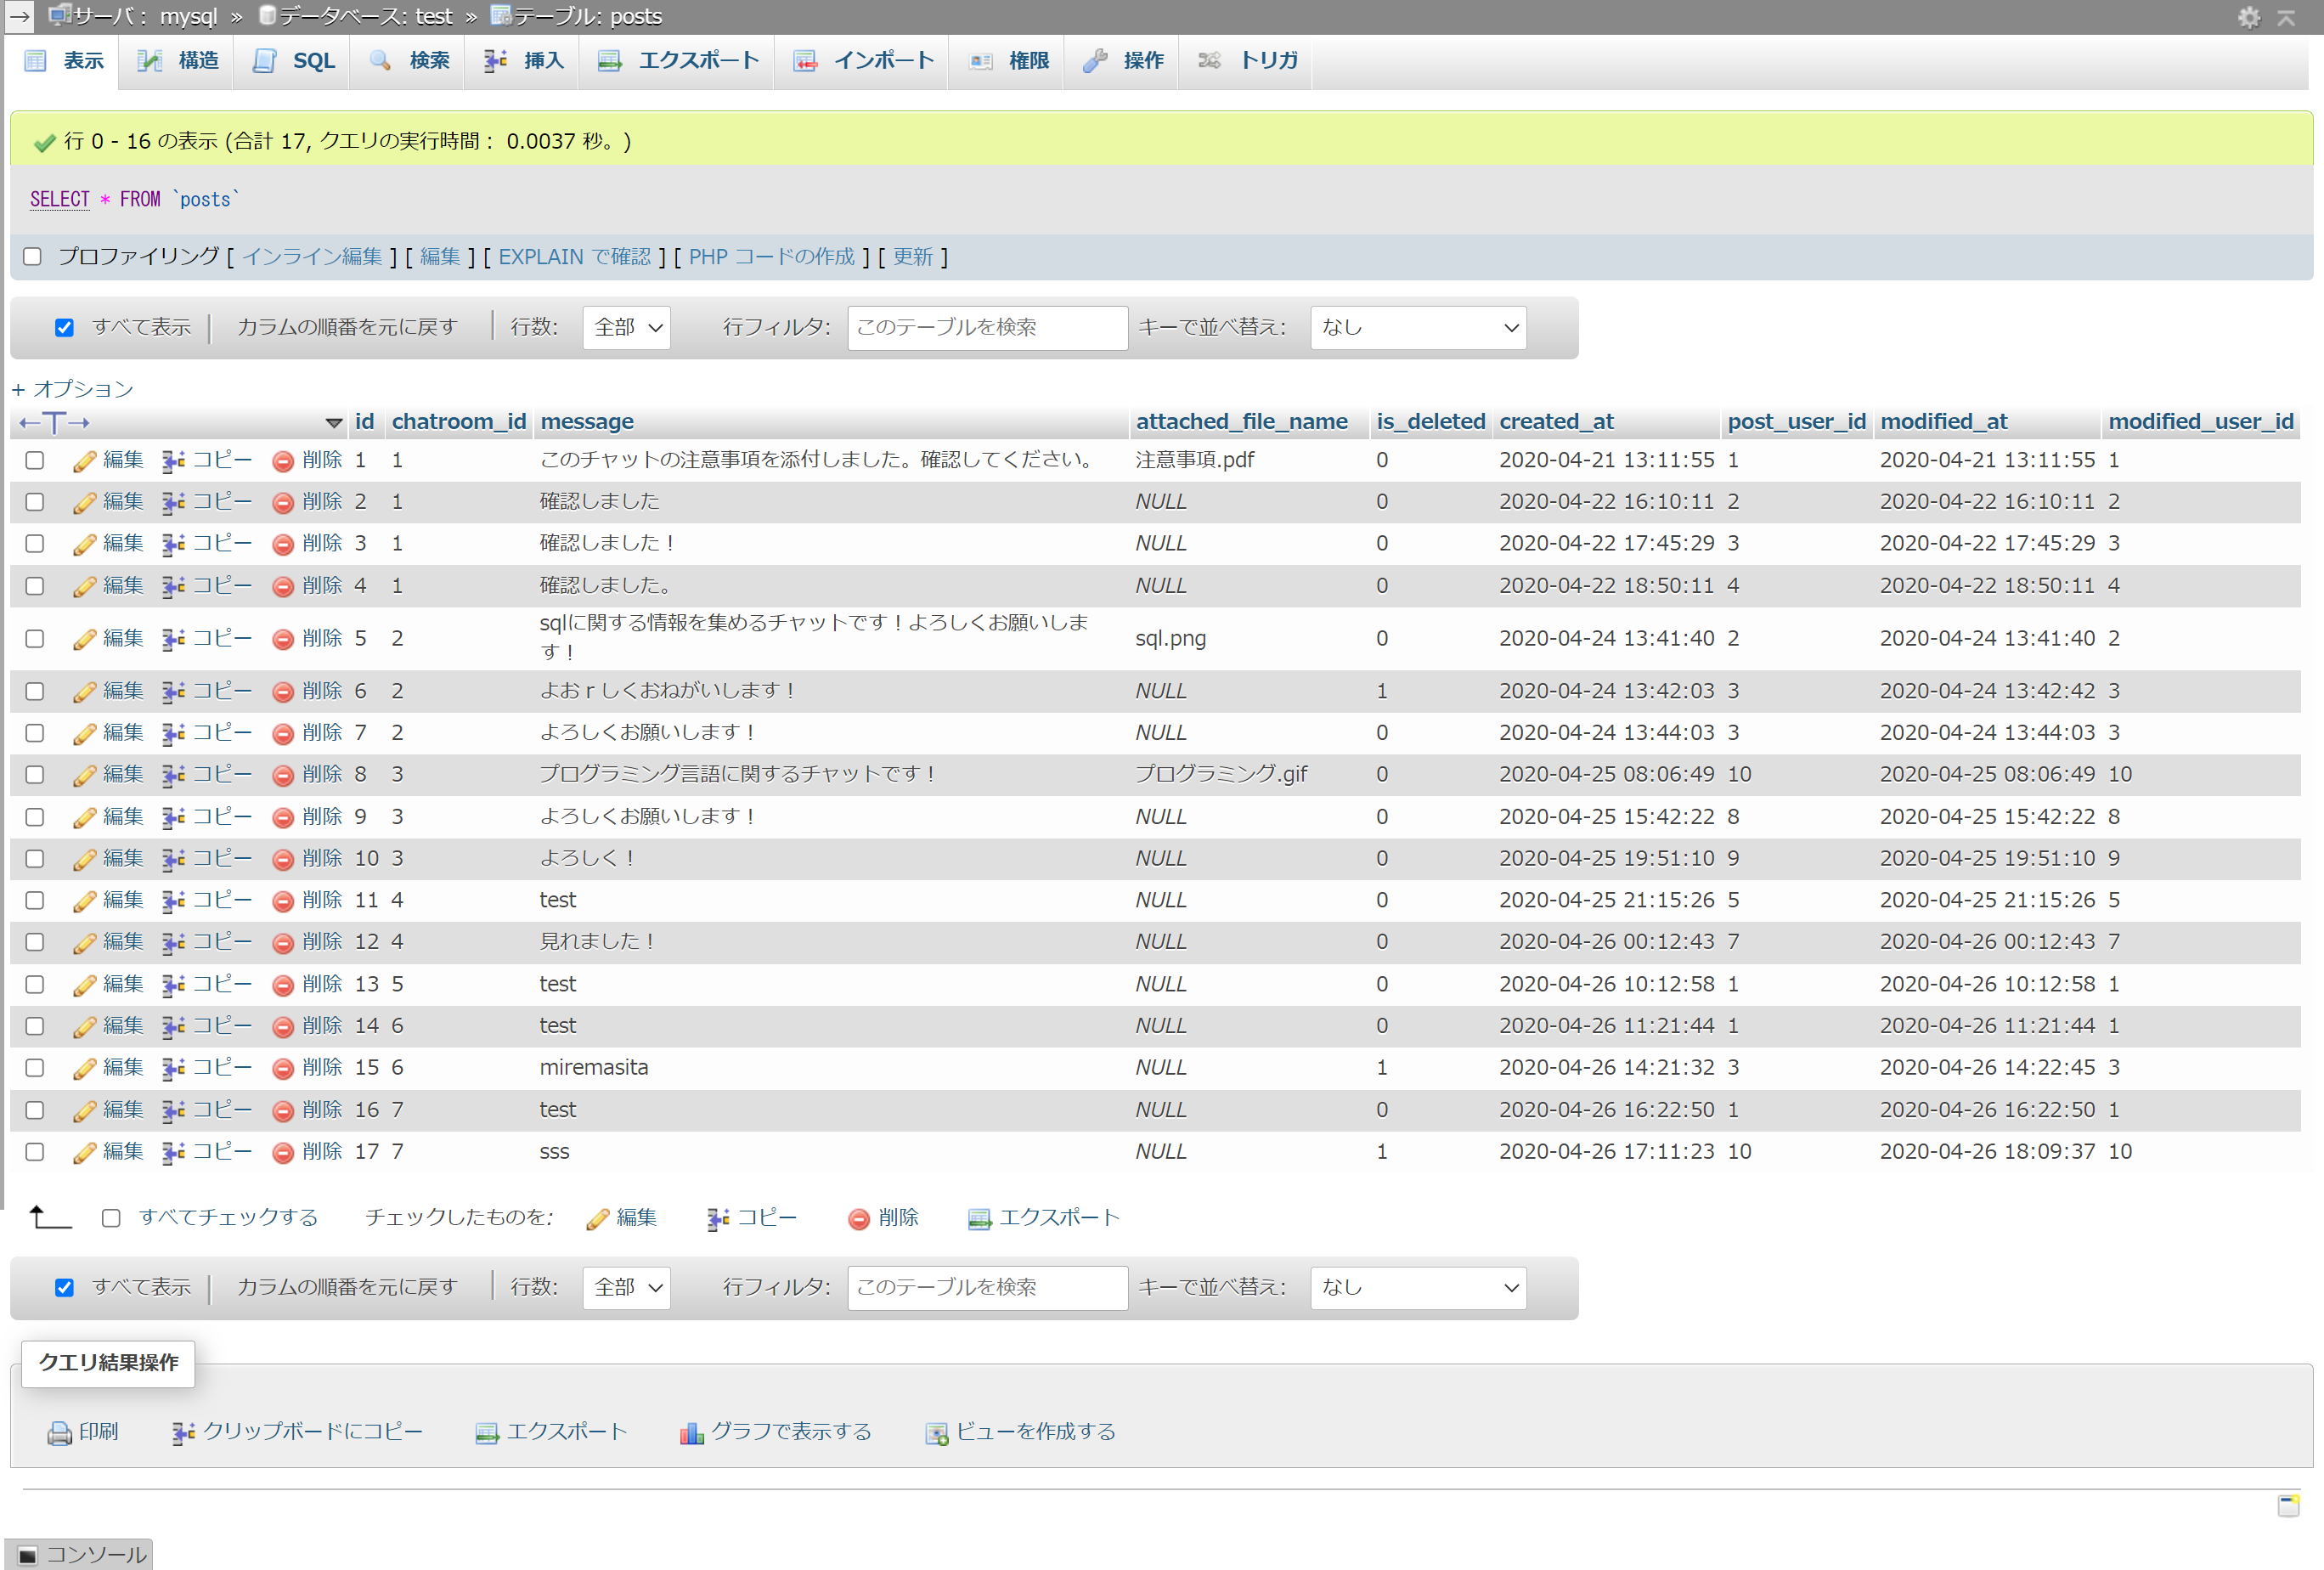 サーバ： mysql » データベース: test » テーブル: posts
表示 構造 SQL 検索 挿入 エクスポート インポート 権限 操作 トリガ
行 0 - 16 の表示 (合計 17, クエリの実行時間： 0.0037 秒。)
SELECT * FROM `posts`
プロファイリング [ インライン編集 ] [ 編集 ] [ EXPLAIN で確認 ] [ PHP コードの作成 ] [ 更新 ]
すべて表示 | カラムの順番を元に戻す | 行数: 全部 行フィルタ: このテーブルを検索 キーで並べ替え: なし
+ オプション
←T→ id chatroom_id message attached_file_name is_deleted created_at post_user_id modified_at modified_user_id
編集 コピー 削除 1 1 このチャットの注意事項を添付しました。確認してください。 注意事項.pdf 0 2020-04-21 13:11:55 1 2020-04-21 13:11:55 1
編集 コピー 削除 2 1 確認しました NULL 0 2020-04-22 16:10:11 2 2020-04-22 16:10:11 2
編集 コピー 削除 3 1 確認しました！ NULL 0 2020-04-22 17:45:29 3 2020-04-22 17:45:29 3
編集 コピー 削除 4 1 確認しました。 NULL 0 2020-04-22 18:50:11 4 2020-04-22 18:50:11 4
編集 コピー 削除 5 2 sqlに関する情報を集めるチャットです！よろしくお願いしま sql.png 0 2020-04-24 13:41:40 2 2020-04-24 13:41:40 2
す！
編集 コピー 削除 6 2 よおｒしくおねがいします！ NULL 1 2020-04-24 13:42:03 3 2020-04-24 13:42:42 3
編集 コピー 削除 7 2 よろしくお願いします！ NULL 0 2020-04-24 13:44:03 3 2020-04-24 13:44:03 3
編集 コピー 削除 8 3 プログラミング言語に関するチャットです！ プログラミング.gif 0 2020-04-25 08:06:49 10 2020-04-25 08:06:49 10
編集 コピー 削除 9 3 よろしくお願いします！ NULL 0 2020-04-25 15:42:22 8 2020-04-25 15:42:22 8
編集 コピー 削除 10 3 よろしく！ NULL 0 2020-04-25 19:51:10 9 2020-04-25 19:51:10 9
編集 コピー 削除 11 4 test NULL 0 2020-04-25 21:15:26 5 2020-04-25 21:15:26 5
編集 コピー 削除 12 4 見れました！ NULL 0 2020-04-26 00:12:43 7 2020-04-26 00:12:43 7
編集 コピー 削除 13 5 test NULL 0 2020-04-26 10:12:58 1 2020-04-26 10:12:58 1
編集 コピー 削除 14 6 test NULL 0 2020-04-26 11:21:44 1 2020-04-26 11:21:44 1
編集 コピー 削除 15 6 miremasita NULL 1 2020-04-26 14:21:32 3 2020-04-26 14:22:45 3
編集 コピー 削除 16 7 test NULL 0 2020-04-26 16:22:50 1 2020-04-26 16:22:50 1
編集 コピー 削除 17 7 sss NULL 1 2020-04-26 17:11:23 10 2020-04-26 18:09:37 10
すべてチェックする チェックしたものを: 編集 コピー 削除 エクスポート
すべて表示 | カラムの順番を元に戻す | 行数: 全部 行フィルタ: このテーブルを検索 キーで並べ替え: なし
クエリ結果操作
印刷 クリップボードにコピー エクスポート グラフで表示する ビューを作成する
コンソール